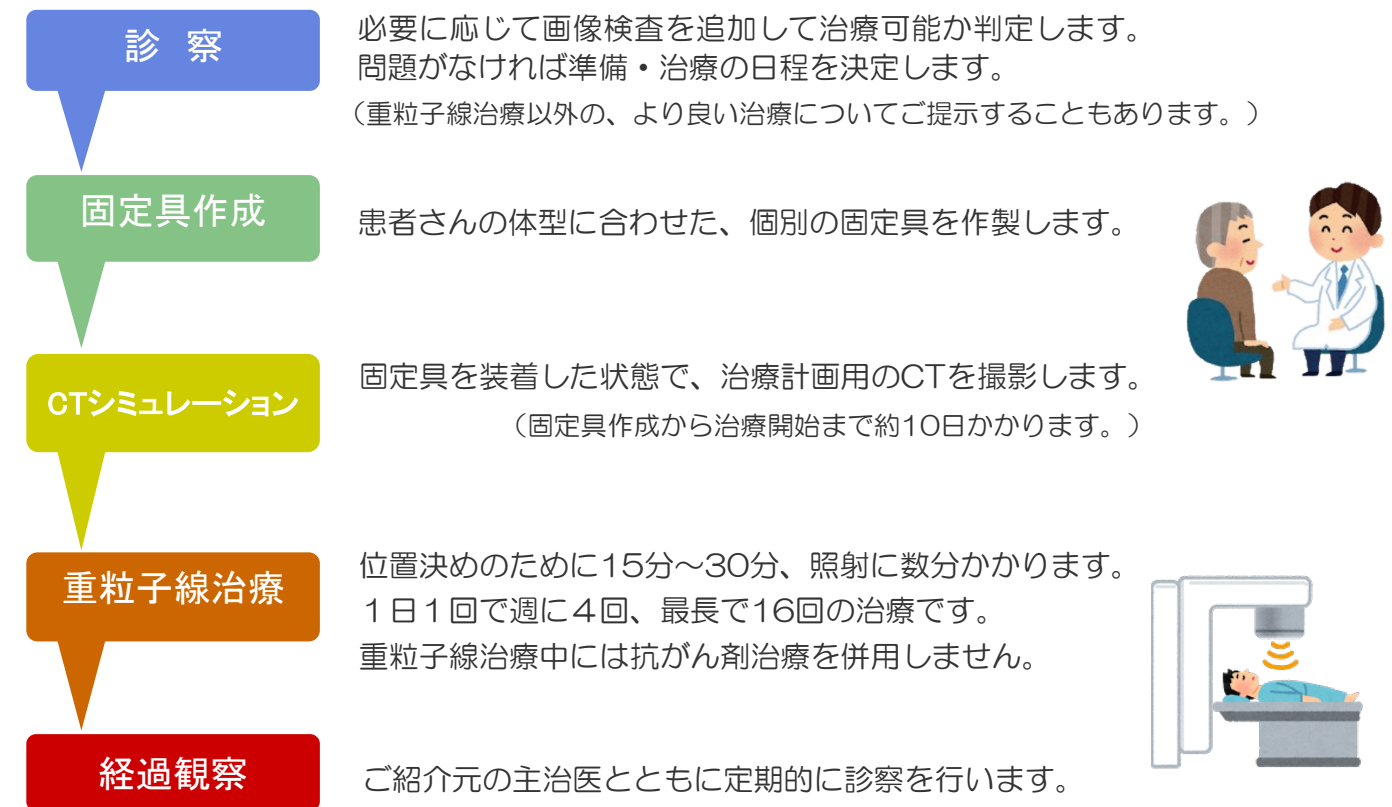 診 察
必要に応じて画像検査を追加して治療可能か判定します。
問題がなければ準備・治療の日程を決定します。
（重粒子線治療以外の、より良い治療についてご提示することもあります。）
固定具作成
患者さんの体型に合わせた、個別の固定具を作製します。
CTシミュレーション
固定具を装着した状態で、治療計画用のCTを撮影します。
（固定具作成から治療開始まで約10日かかります。）
重粒子線治療
位置決めのために15分～30分、照射に数分かかります。
１日１回で週に４回、最長で16回の治療です。
重粒子線治療中には抗がん剤治療を併用しません。
経過観察
ご紹介元の主治医とともに定期的に診察を行います。